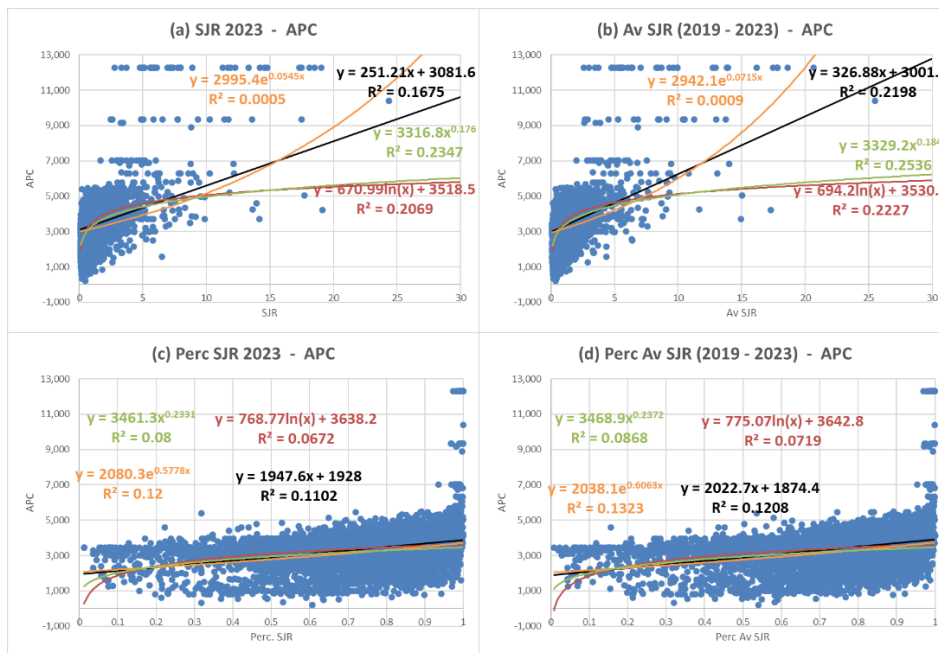 (a) SJR 2023 - APC
13,000
11,000
9,000
7,000
5,000
3,000
1,000
-1,000
APC
0 5 10 15 20 25 30
SJR
y = 2995.4e^0.0545x
R² = 0.0005
y = 251.21x + 3081.6
R² = 0.1675
y = 3316.8x^0.176
R² = 0.2347
y = 670.99ln(x) + 3518.5
R² = 0.2069
(b) Av SJR (2019 - 2023) - APC
13,000
11,000
9,000
7,000
5,000
3,000
1,000
-1,000
APC
0 5 10 15 20 25 30
Av SJR
y = 2942.1e^0.0715x
R² = 0.0009
y = 326.88x + 3001.
R² = 0.2198
y = 3329.2x^0.184
R² = 0.2536
y = 694.2ln(x) + 3530.
R² = 0.2227
(c) Perc SJR 2023 - APC
13,000
11,000
9,000
7,000
5,000
3,000
1,000
-1,000
APC
0 0.1 0.2 0.3 0.4 0.5 0.6 0.7 0.8 0.9 1
Perc. SJR
y = 3461.3x^0.2331
R² = 0.08
y = 768.77ln(x) + 3638.2
R² = 0.0672
y = 2080.3e^0.5778x
R² = 0.12
y = 1947.6x + 1928
R² = 0.1102
(d) Perc Av SJR (2019 - 2023) - APC
13,000
11,000
9,000
7,000
5,000
3,000
1,000
-1,000
APC
0 0.1 0.2 0.3 0.4 0.5 0.6 0.7 0.8 0.9 1
Perc Av SJR
y = 3468.9x^0.2372
R² = 0.0868
y = 775.07ln(x) + 3642.8
R² = 0.0719
y = 2038.1e^0.6063x
R² = 0.1323
y = 2022.7x + 1874.4
R² = 0.1208